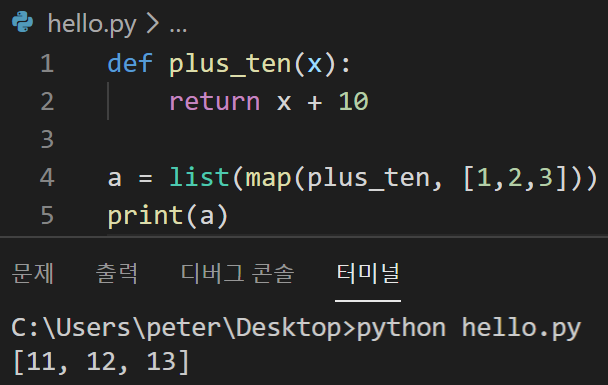 hello.py > ...
1 def plus_ten(x):
2     return x + 10
3
4 a = list(map(plus_ten, [1,2,3]))
5 print(a)
문제 출력 디버그 콘솔 터미널
C:\Users\peter\Desktop>python hello.py
[11, 12, 13]